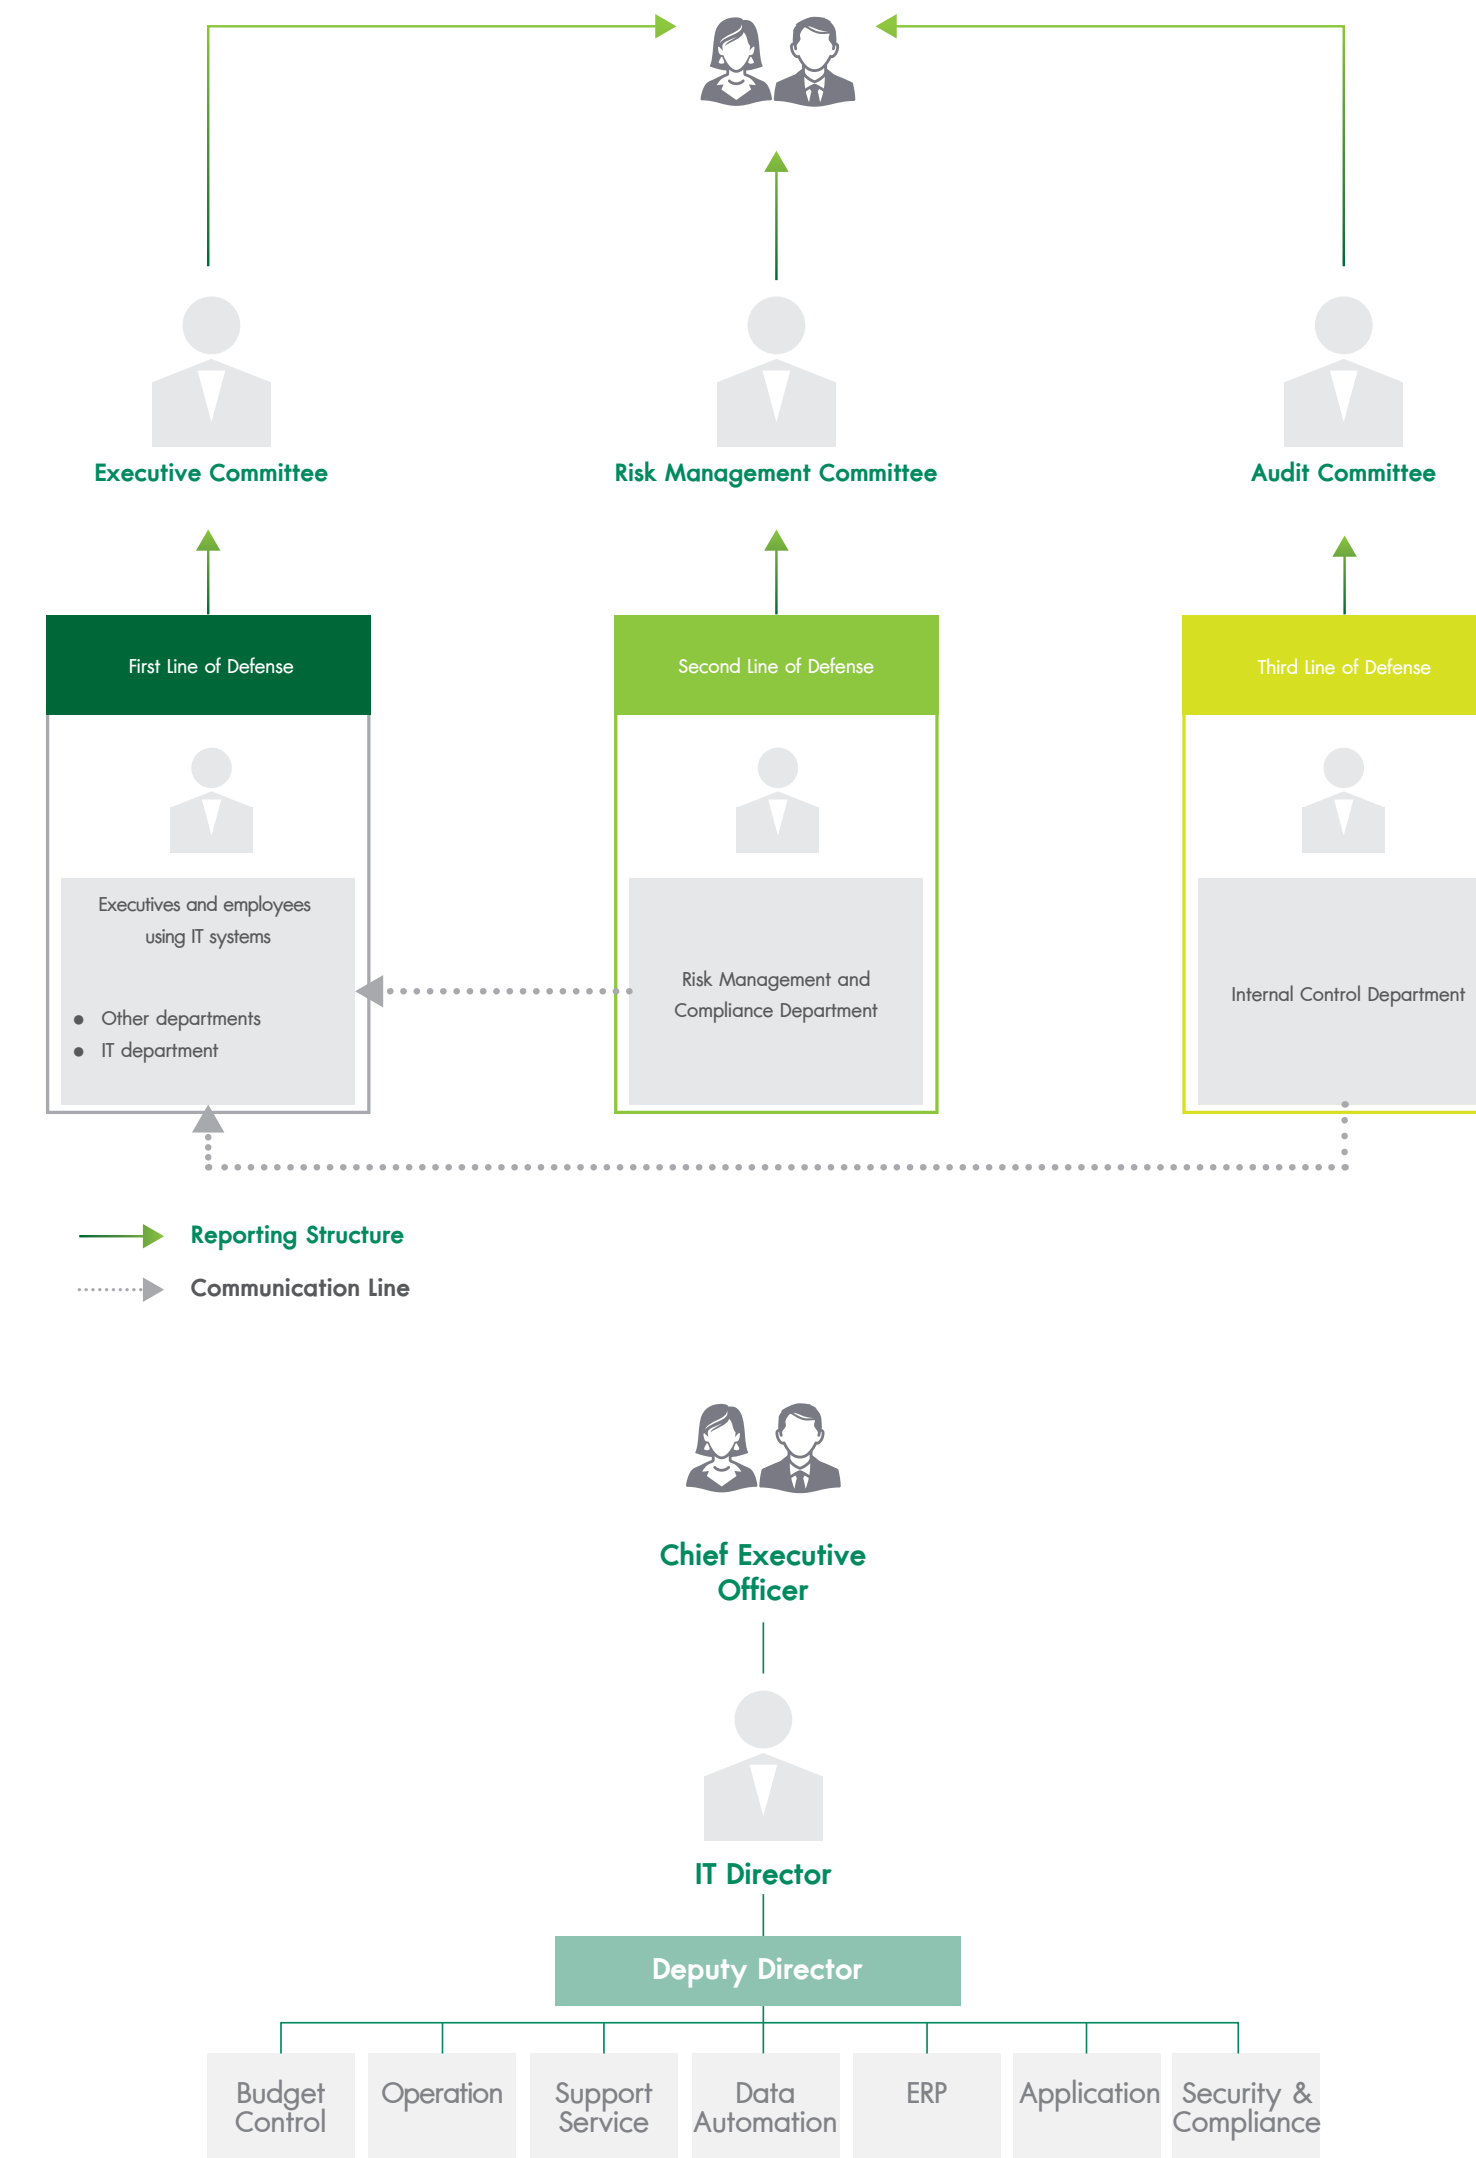 Executive Committee
Risk Management Committee
Audit Committee
First Line of Defense
Second Line of Defense
Third Line of Defense
Executives and employees
using IT systems
● Other departments
● IT department
Risk Management and
Compliance Department
Internal Control Department
Reporting Structure
Communication Line
Chief Executive
Officer
IT Director
Deputy Director
Budget
Control
Operation
Support
Service
Data
Automation
ERP
Application
Security &
Compliance